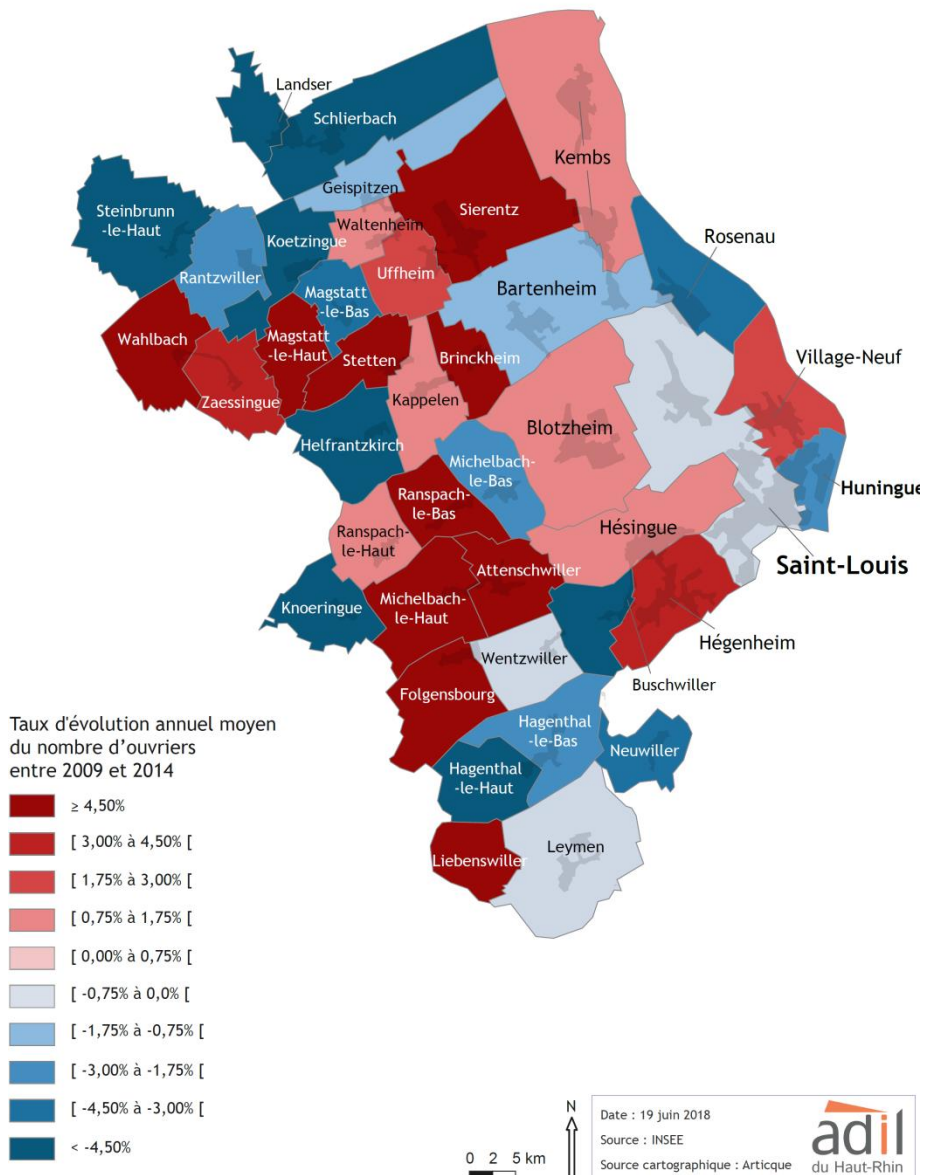 Landser
Schlierbach
Kembs
Geispitzen
Steinbrunn
-le-Haut
Sierentz
Waltenheim
Koetzingue
Rosenau
Rantzwiller
Uffheim
Magstatt
-le-Bas
Bartenheim
Wahlbach
Magstatt
-le-Haut
Stetten
Brinckheim
Village-Neuf
Zaessingue
Kappelen
Blotzheim
Helfrantzkirch
Michelbach-
le-Bas
Huningue
Ranspach-
le-Bas
Ranspach-
le-Haut
Hésingue
Saint-Louis
Attenschwiller
Knoeringue
Michelbach-
le-Haut
Hégenheim
Wentzwiller
Buschwiller
Folgensbourg
Hagenthal
-le-Bas
Neuwiller
Hagenthal
-le-Haut
Liebenswiller
Leymen
Taux d'évolution annuel moyen
du nombre d’ouvriers
entre 2009 et 2014
≥ 4,50%
[ 3,00% à 4,50% [
[ 1,75% à 3,00% [
[ 0,75% à 1,75% [
[ 0,00% à 0,75% [
[ -0,75% à 0,0% [
[ -1,75% à -0,75% [
[ -3,00% à -1,75% [
[ -4,50% à -3,00% [
< -4,50%
0 2 5 km
N
Date : 19 juin 2018
Source : INSEE
Source cartographique : Articque
adil
du Haut-Rhin